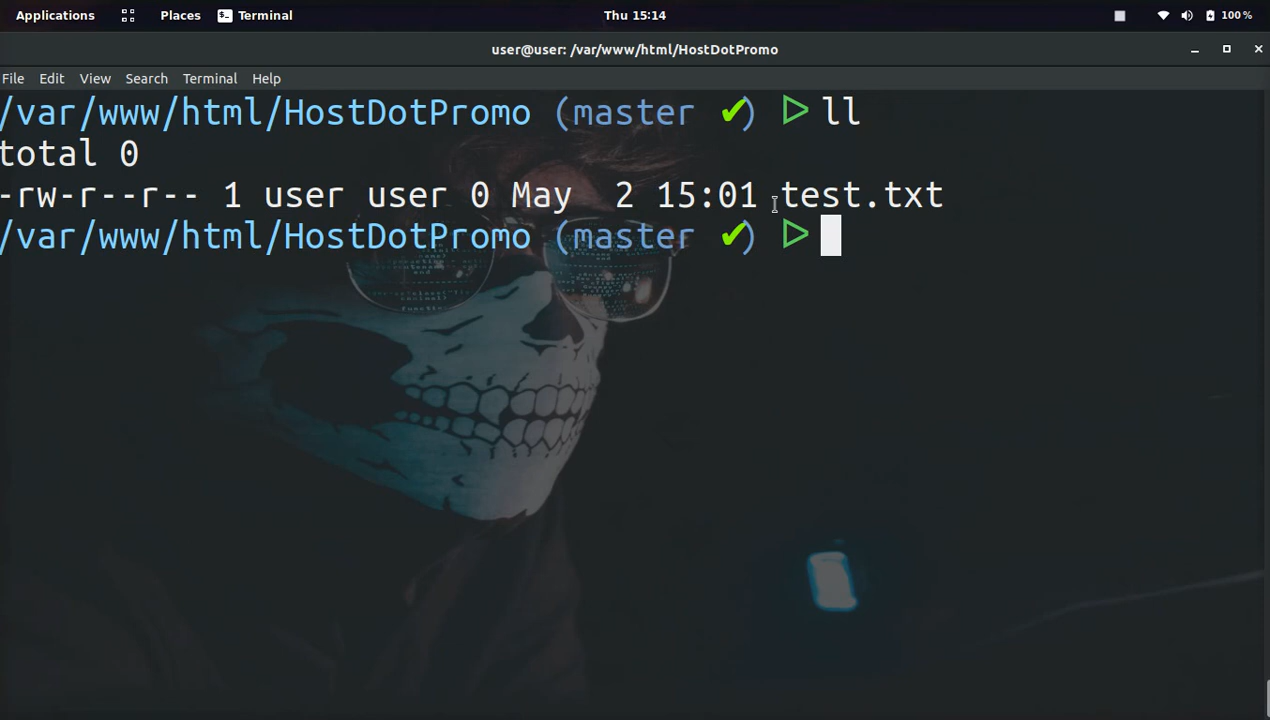 Applications Places Terminal Thu 15:14 100%
user@user: /var/www/html/HostDotPromo
File Edit View Search Terminal Help
/var/www/html/HostDotPromo (master ✔) ▷ ll
total 0
-rw-r--r-- 1 user user 0 May  2 15:01 test.txt
/var/www/html/HostDotPromo (master ✔) ▷